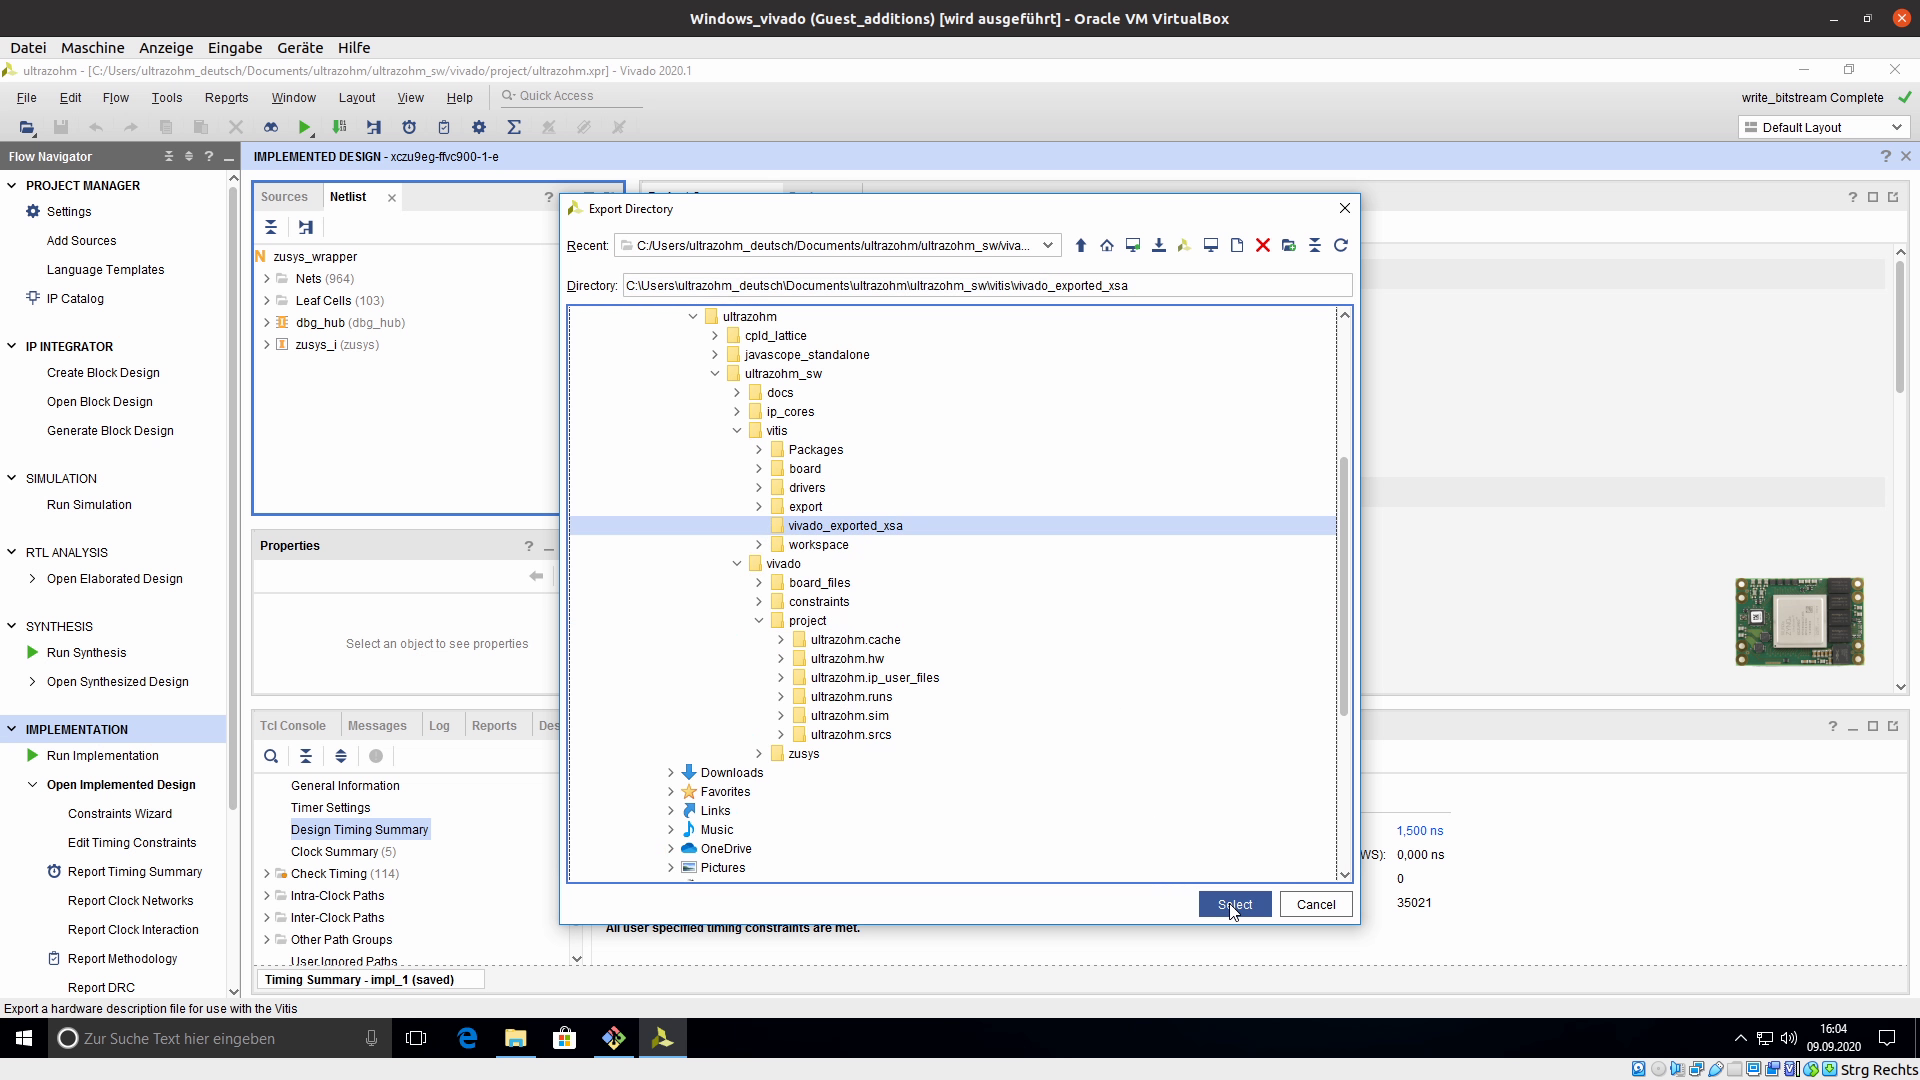 Windows_vivado (Guest_additions) [wird ausgeführt] - Oracle VM VirtualBox
Datei Maschine Anzeige Eingabe Geräte Hilfe
ultrazohm - [C:/Users/ultrazohm_deutsch/Documents/ultrazohm/ultrazohm_sw/vivado/project/ultrazohm.xpr] - Vivado 2020.1
File Edit Flow Tools Reports Window Layout View Help Quick Access
write_bitstream Complete
Default Layout
Flow Navigator
IMPLEMENTED DESIGN - xczu9eg-ffvc900-1-e
PROJECT MANAGER
Settings
Add Sources
Language Templates
IP Catalog
IP INTEGRATOR
Create Block Design
Open Block Design
Generate Block Design
SIMULATION
Run Simulation
RTL ANALYSIS
Open Elaborated Design
SYNTHESIS
Run Synthesis
Open Synthesized Design
IMPLEMENTATION
Run Implementation
Open Implemented Design
Constraints Wizard
Edit Timing Constraints
Report Timing Summary
Report Clock Networks
Report Clock Interaction
Report Methodology
Report DRC
Sources Netlist
N zusys_wrapper
Nets (964)
Leaf Cells (103)
dbg_hub (dbg_hub)
zusys_i (zusys)
Properties
Select an object to see properties
Tcl Console Messages Log Reports Des
General Information
Timer Settings
Design Timing Summary
Clock Summary (5)
Check Timing (114)
Intra-Clock Paths
Inter-Clock Paths
Other Path Groups
User Ignored Paths
Timing Summary - impl_1 (saved)
Export Directory
Recent: C:/Users/ultrazohm_deutsch/Documents/ultrazohm/ultrazohm_sw/viva...
Directory: C:\Users\ultrazohm_deutsch\Documents\ultrazohm\ultrazohm_sw\vitis\vivado_exported_xsa
ultrazohm
cpld_lattice
javascope_standalone
ultrazohm_sw
docs
ip_cores
vitis
Packages
board
drivers
export
vivado_exported_xsa
workspace
vivado
board_files
constraints
project
ultrazohm.cache
ultrazohm.hw
ultrazohm.ip_user_files
ultrazohm.runs
ultrazohm.sim
ultrazohm.srcs
zusys
Downloads
Favorites
Links
Music
OneDrive
Pictures
Select Cancel
1,500 ns
WS): 0,000 ns
0
35021
All user specified timing constraints are met.
Export a hardware description file for use with the Vitis
Zur Suche Text hier eingeben
16:04
09.09.2020
Strg Rechts